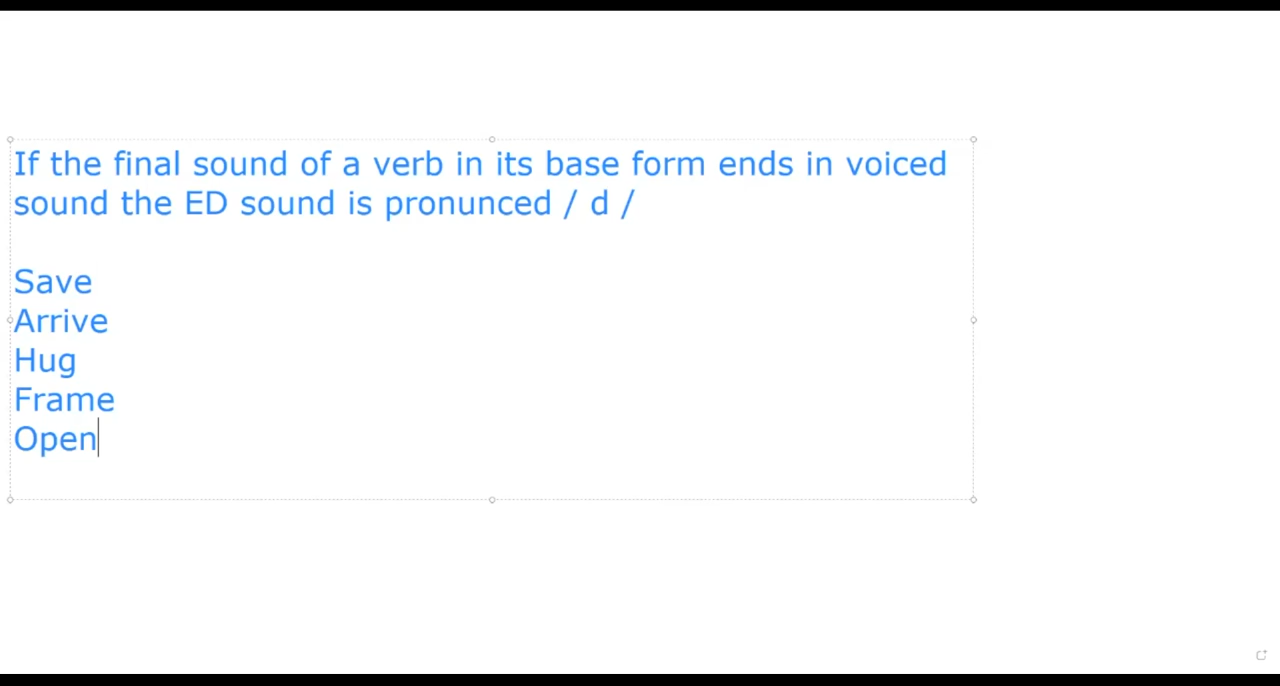 If the final sound of a verb in its base form ends in voiced
sound the ED sound is pronunced / d /
Save
Arrive
Hug
Frame
Open